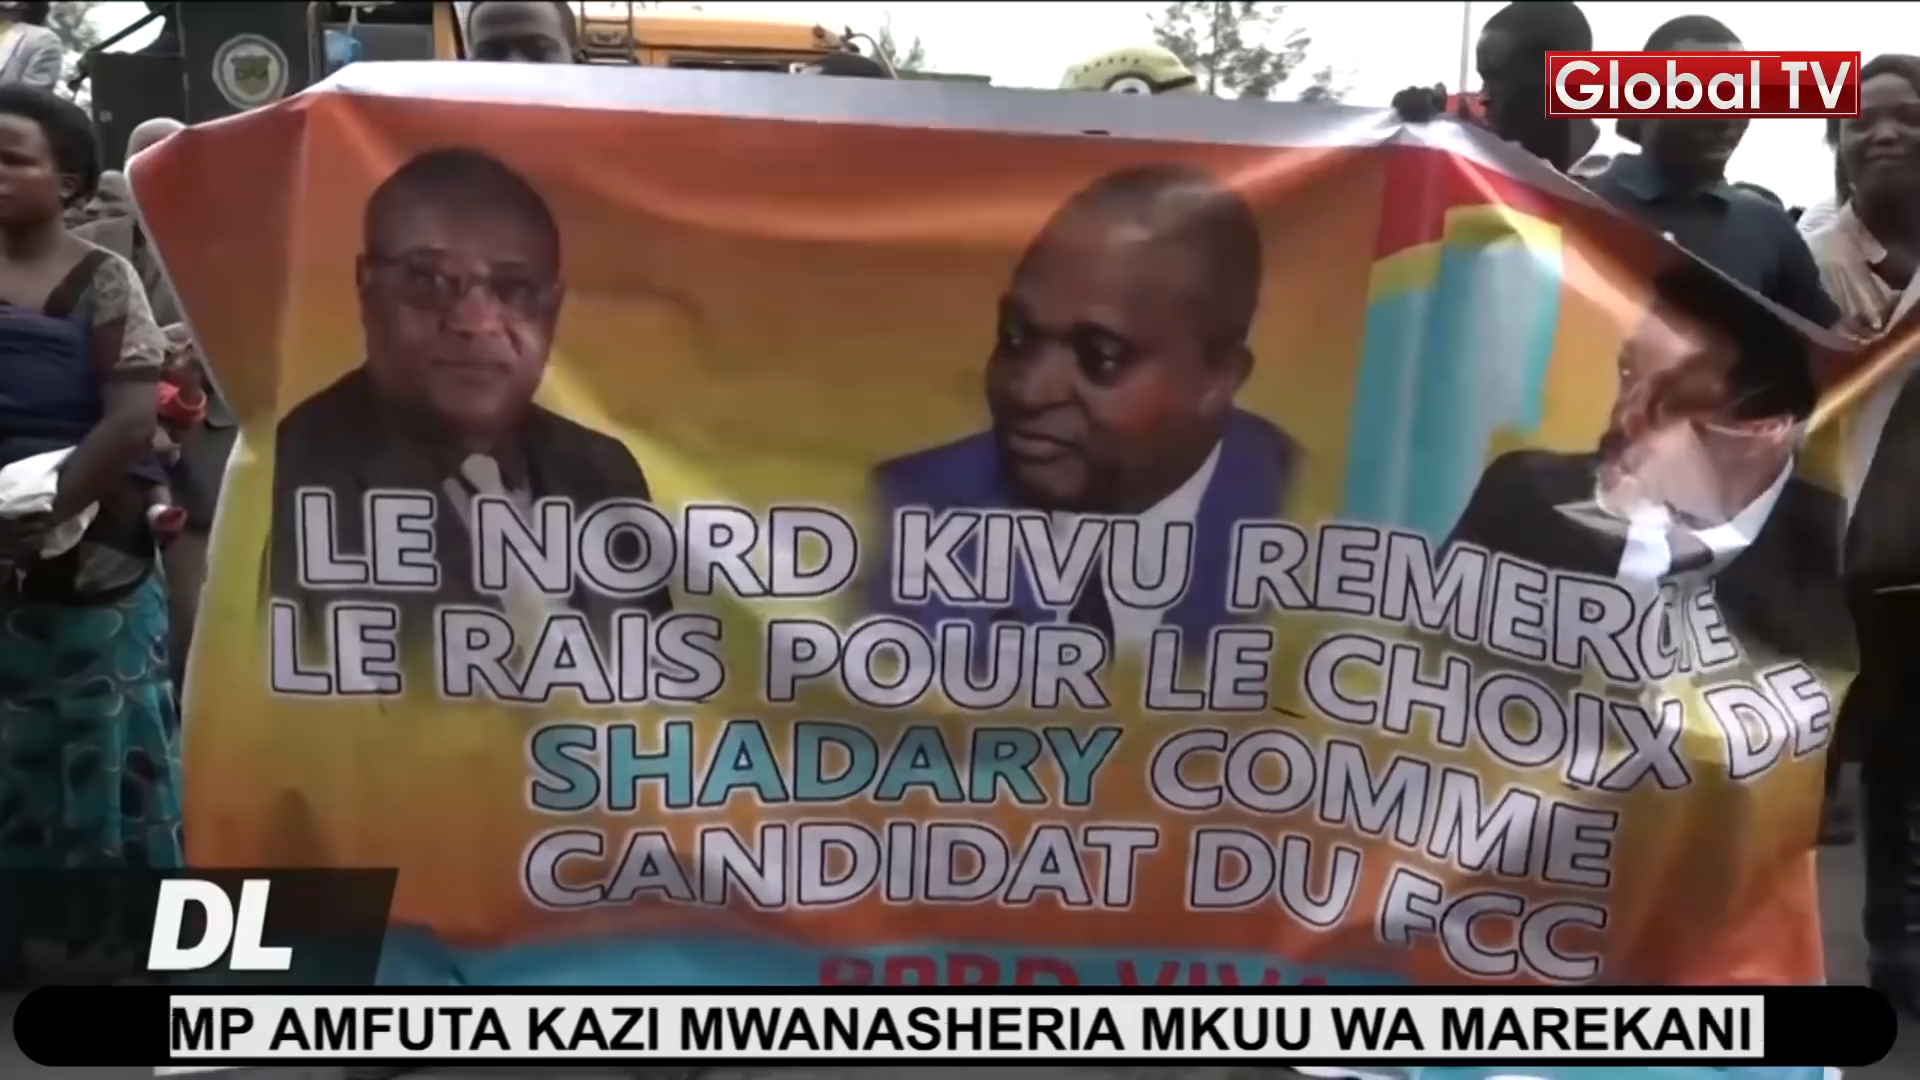 Global TV
LE NORD KIVU REMERCIE
LE RAIS POUR LE CHOIX DE
SHADARY COMME
CANDIDAT DU FCC
DL
MP AMFUTA KAZI MWANASHERIA MKUU WA MAREKANI